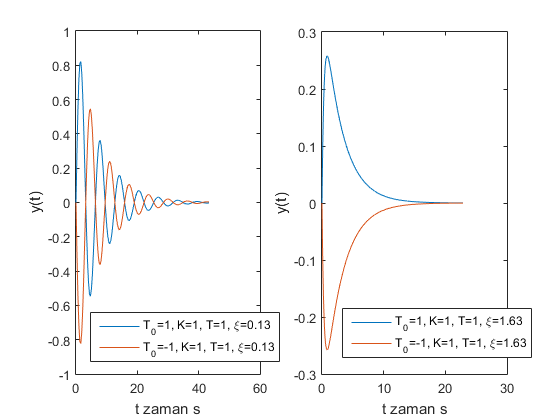 1
0.8
0.6
0.4
0.2
0
-0.2
-0.4
-0.6
-0.8
-1
y(t)
0 20 40 60
t zaman s
T₀=1, K=1, T=1, ξ=0.13
T₀=-1, K=1, T=1, ξ=0.13
0.3
0.2
0.1
0
-0.1
-0.2
-0.3
y(t)
0 10 20 30
t zaman s
T₀=1, K=1, T=1, ξ=1.63
T₀=-1, K=1, T=1, ξ=1.63